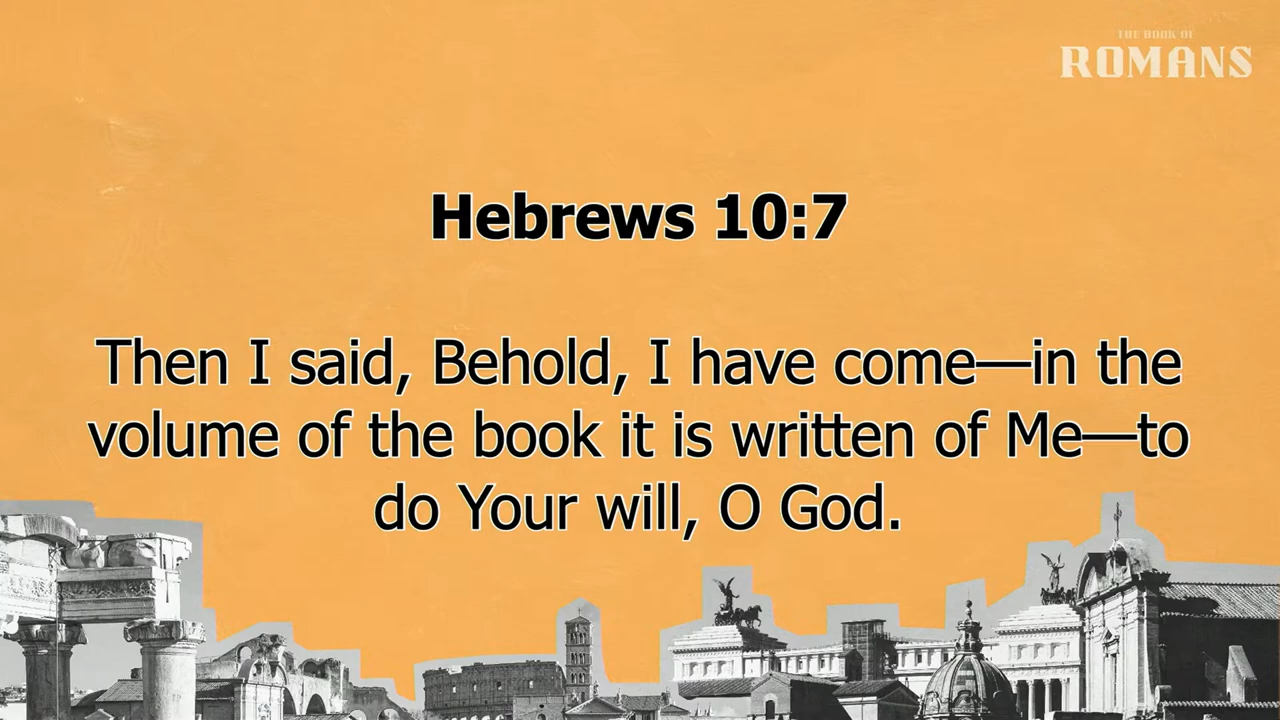 THE BOOK OF
ROMANS
Hebrews 10:7
Then I said, Behold, I have come—in the
volume of the book it is written of Me—to
do Your will, O God.